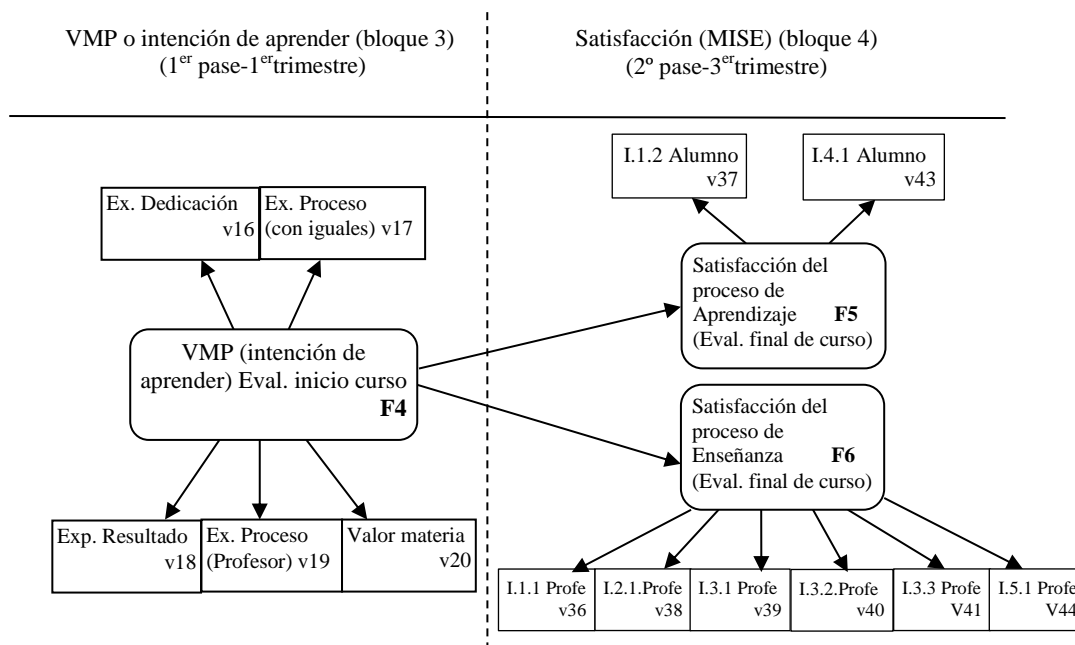 VMP o intención de aprender (bloque 3)
(1er pase-1er trimestre)
Satisfacción (MISE) (bloque 4)
(2º pase-3er trimestre)
I.1.2 Alumno
v37
I.4.1 Alumno
v43
Ex. Dedicación
v16
Ex. Proceso
(con iguales) v17
Satisfacción del
proceso de
Aprendizaje F5
(Eval. final de curso)
VMP (intención de
aprender) Eval. inicio curso
F4
Satisfacción del
proceso de
Enseñanza F6
(Eval. final de curso)
Exp. Resultado
v18
Ex. Proceso
(Profesor) v19
Valor materia
v20
I.1.1 Profe
v36
I.2.1.Profe
v38
I.3.1 Profe
v39
I.3.2.Profe
v40
I.3.3 Profe
V41
I.5.1 Profe
V44